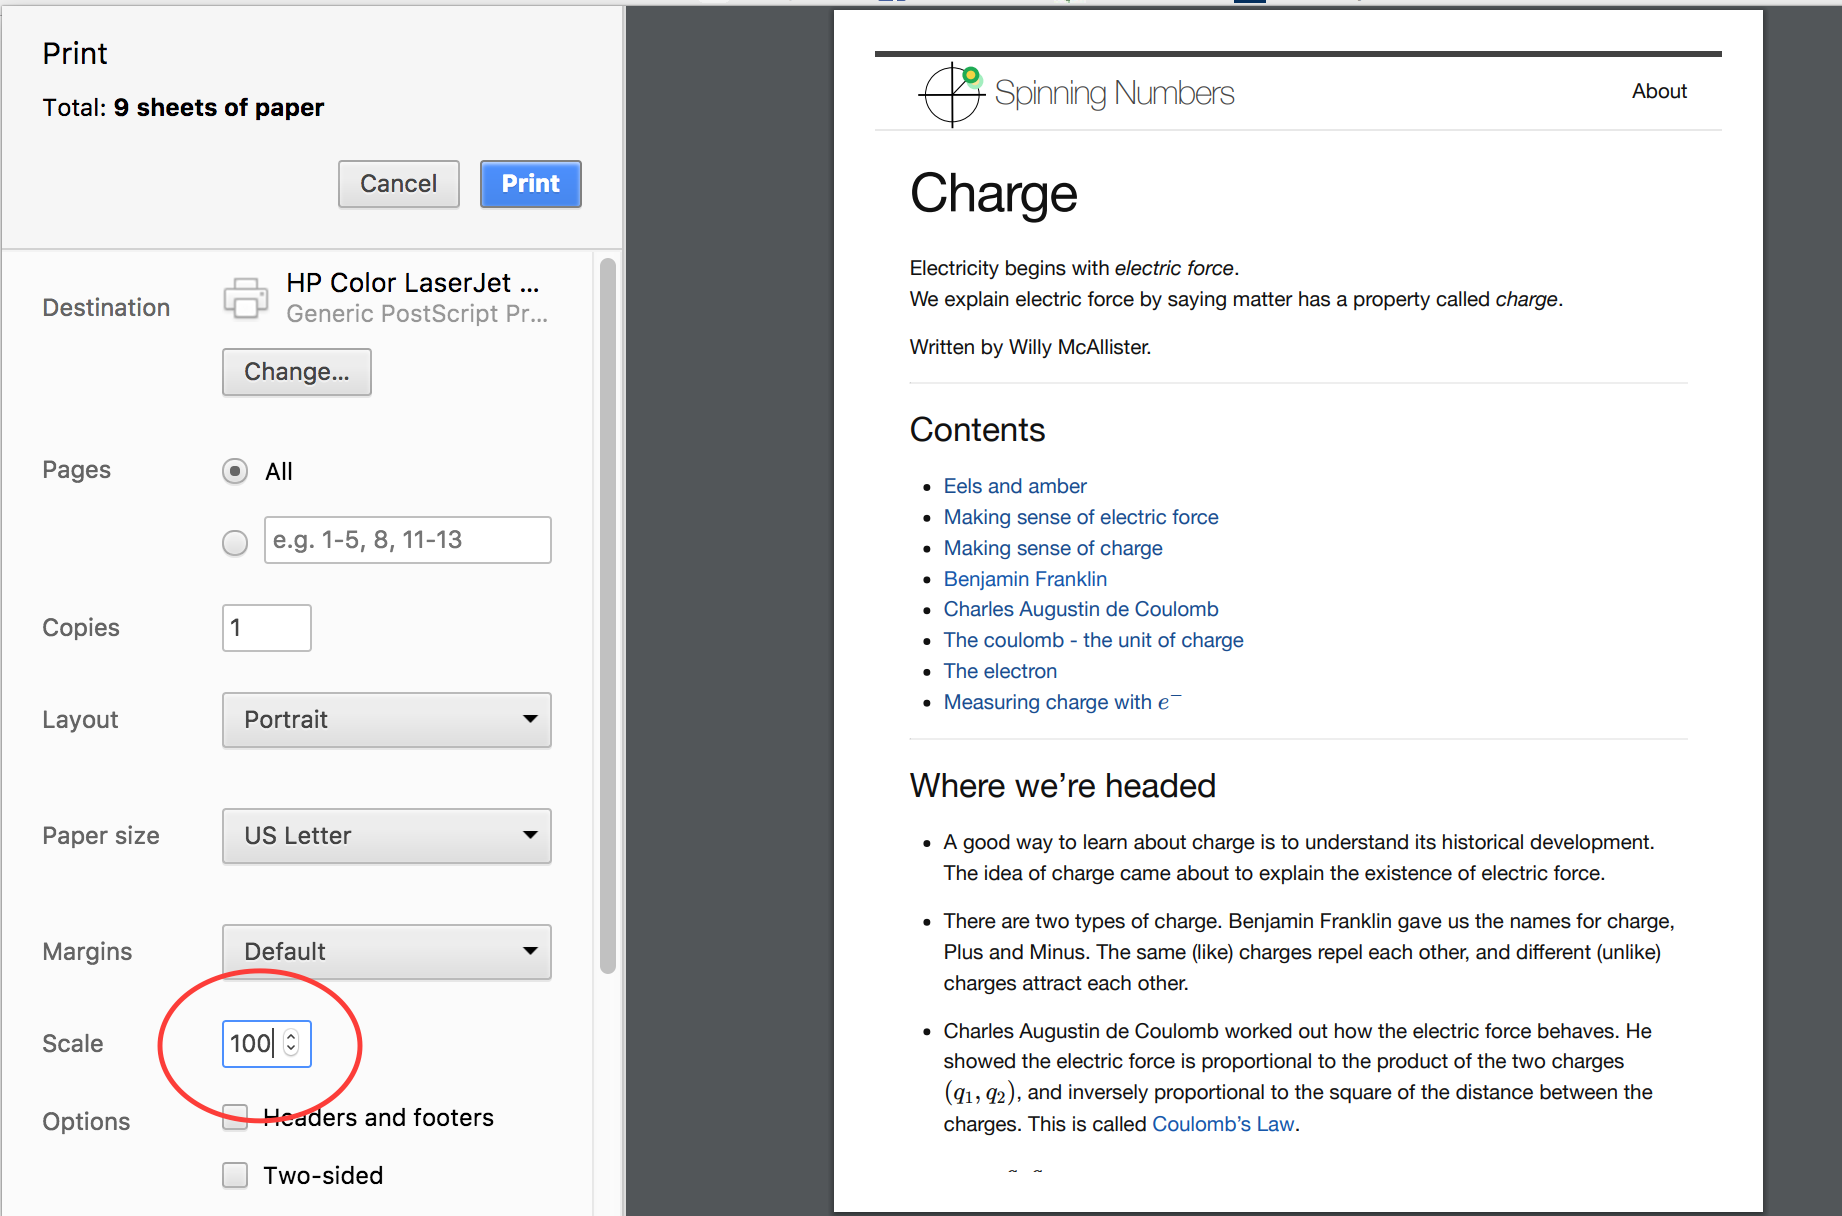 Print
Total: 9 sheets of paper
Cancel
Print
Destination
HP Color LaserJet ...
Generic PostScript Pr...
Change...
Pages
All
e.g. 1-5, 8, 11-13
Copies
1
Layout
Portrait
Paper size
US Letter
Margins
Default
Scale
100
Options
Headers and footers
Two-sided
Spinning Numbers
About
Charge
Electricity begins with electric force.
We explain electric force by saying matter has a property called charge.
Written by Willy McAllister.
Contents
• Eels and amber
• Making sense of electric force
• Making sense of charge
• Benjamin Franklin
• Charles Augustin de Coulomb
• The coulomb - the unit of charge
• The electron
• Measuring charge with e⁻
Where we’re headed
• A good way to learn about charge is to understand its historical development.
The idea of charge came about to explain the existence of electric force.
• There are two types of charge. Benjamin Franklin gave us the names for charge,
Plus and Minus. The same (like) charges repel each other, and different (unlike)
charges attract each other.
• Charles Augustin de Coulomb worked out how the electric force behaves. He
showed the electric force is proportional to the product of the two charges
(q₁, q₂), and inversely proportional to the square of the distance between the
charges. This is called Coulomb’s Law.